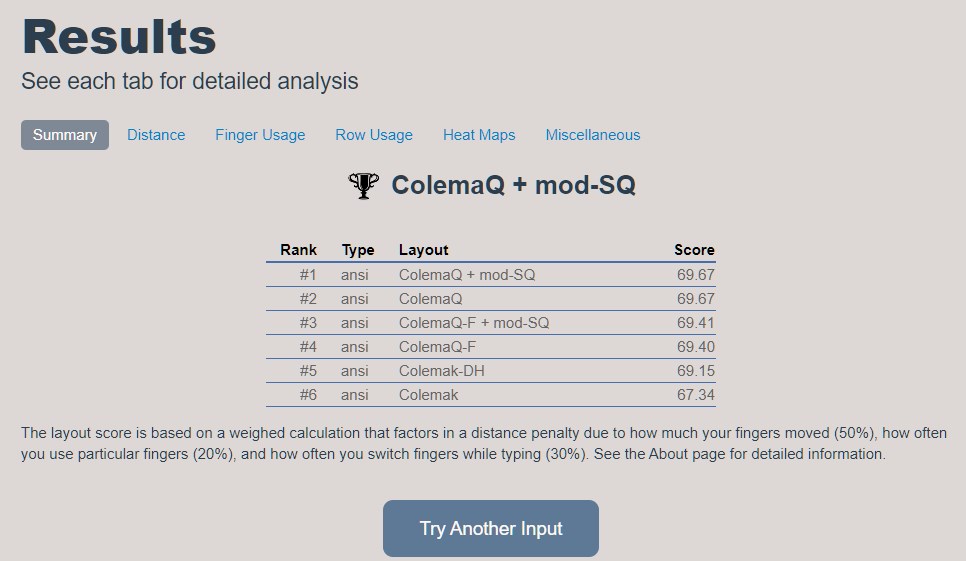 Results
See each tab for detailed analysis
Summary Distance Finger Usage Row Usage Heat Maps Miscellaneous
ColemaQ + mod-SQ
Rank Type Layout Score
#1 ansi ColemaQ + mod-SQ 69.67
#2 ansi ColemaQ 69.67
#3 ansi ColemaQ-F + mod-SQ 69.41
#4 ansi ColemaQ-F 69.40
#5 ansi Colemak-DH 69.15
#6 ansi Colemak 67.34
The layout score is based on a weighed calculation that factors in a distance penalty due to how much your fingers moved (50%), how often
you use particular fingers (20%), and how often you switch fingers while typing (30%). See the About page for detailed information.
Try Another Input